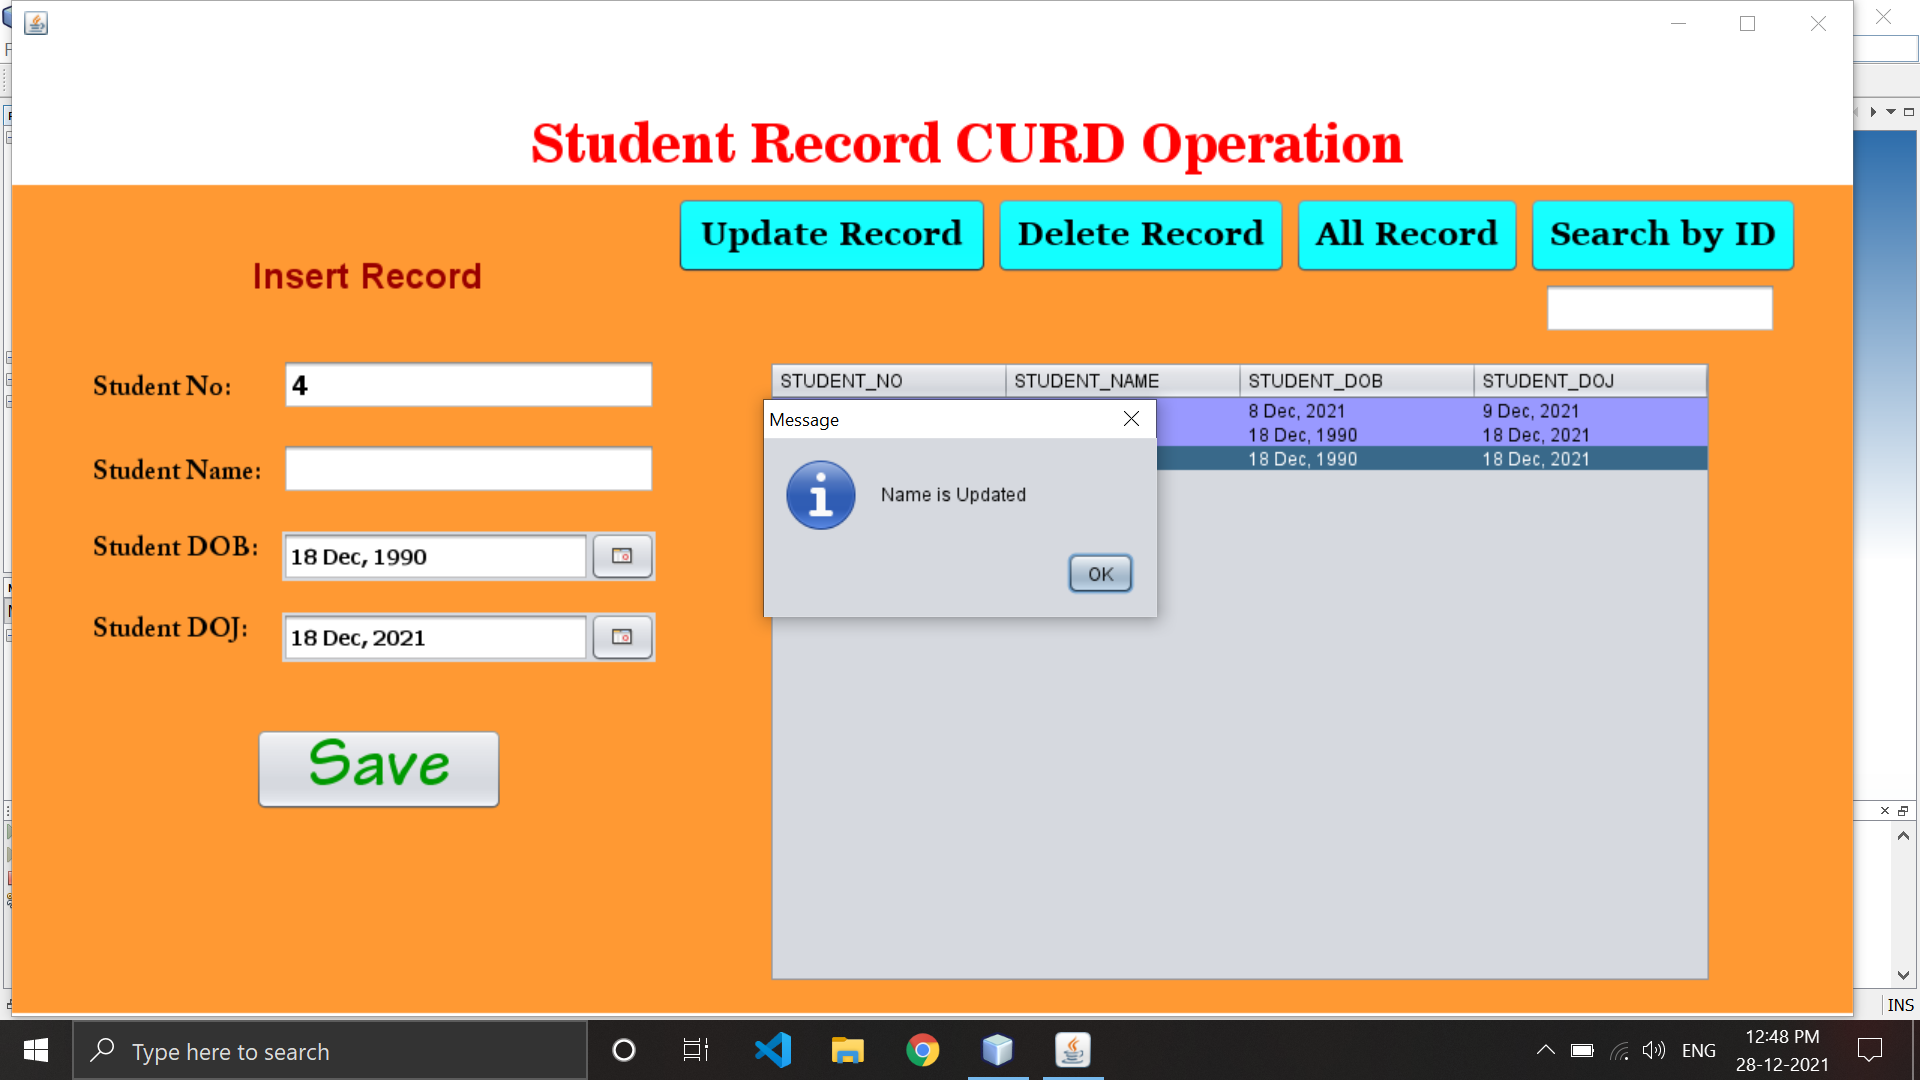 Student Record CURD Operation
Update Record
Delete Record
All Record
Search by ID
Insert Record
Student No:
4
Student Name:
Student DOB:
18 Dec, 1990
Student DOJ:
18 Dec, 2021
Save
STUDENT_NO
STUDENT_NAME
STUDENT_DOB
STUDENT_DOJ
8 Dec, 2021
9 Dec, 2021
18 Dec, 1990
18 Dec, 2021
18 Dec, 1990
18 Dec, 2021
Message
Name is Updated
OK
INS
Type here to search
ENG
12:48 PM
28-12-2021